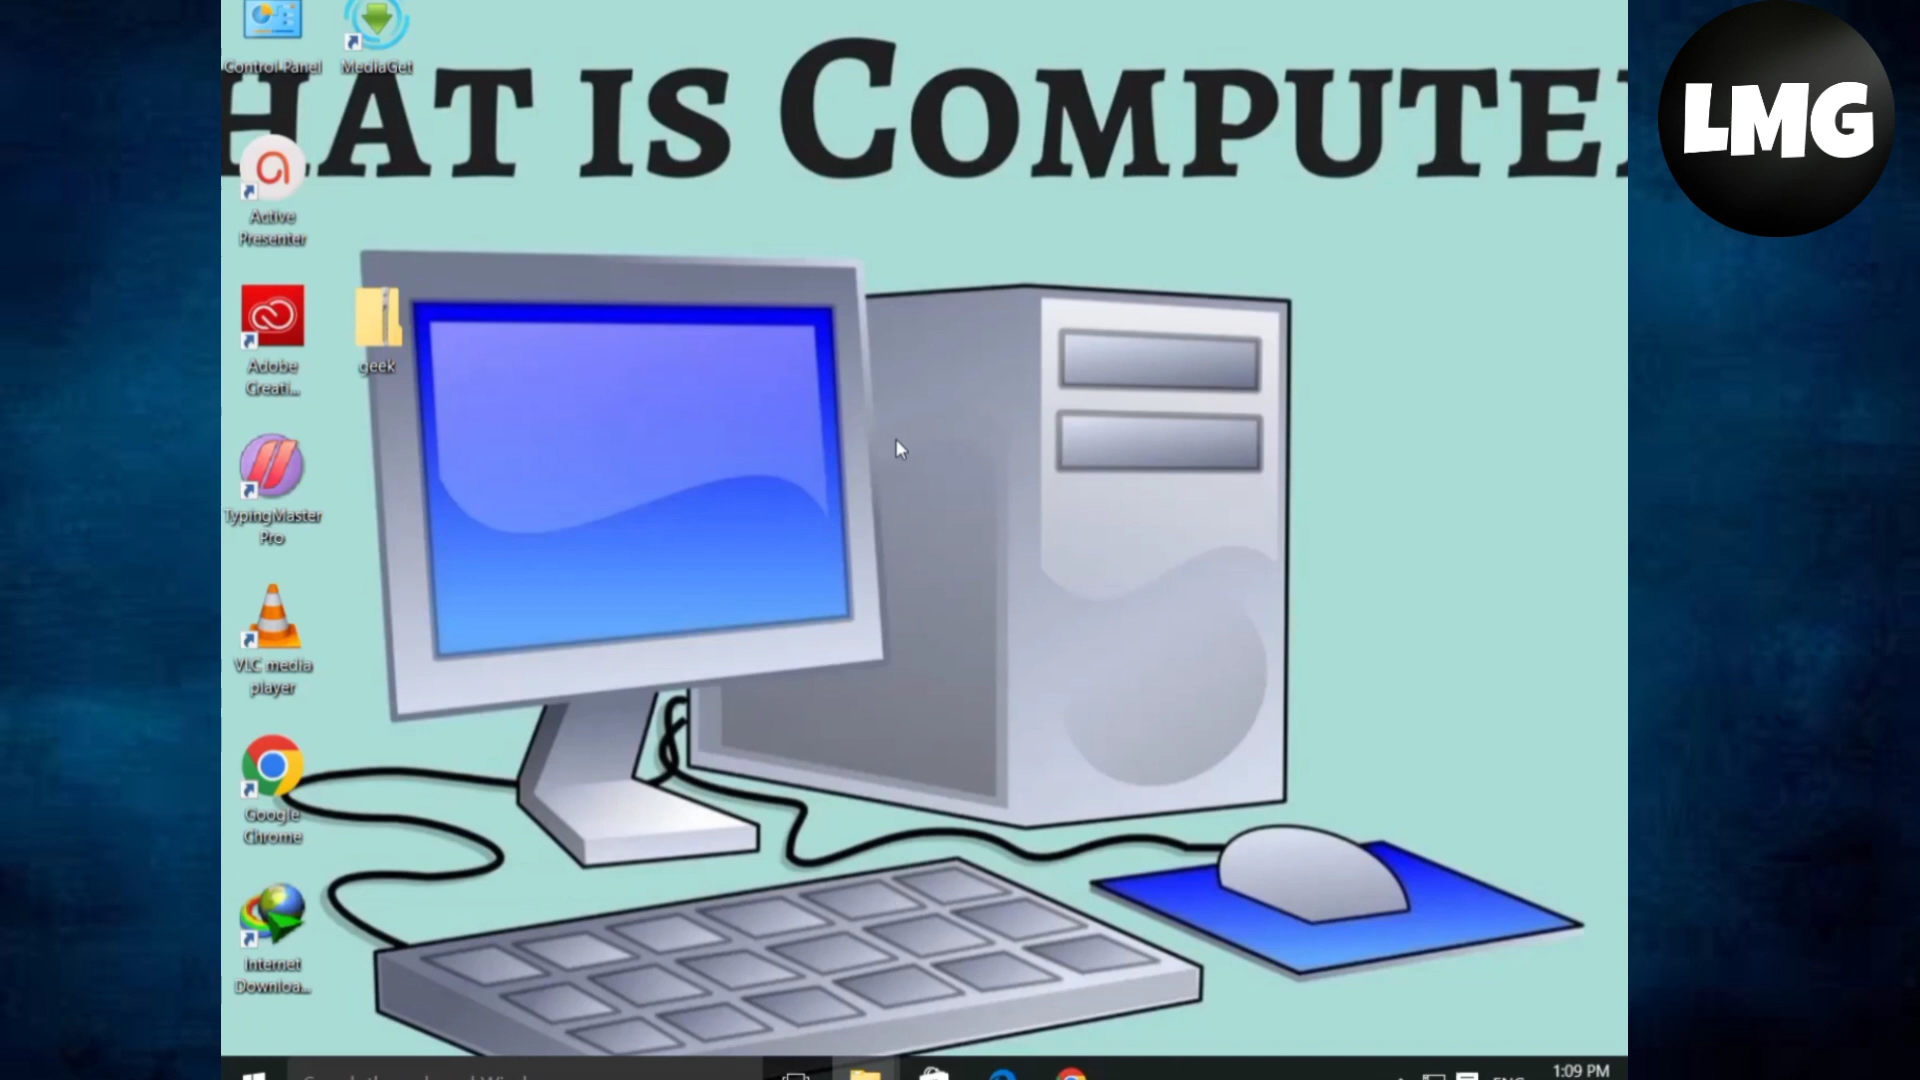 Control Panel
MediaGet
HAT IS COMPUTE
LMG
Active
Presenter
Adobe
Creati...
geek
TypingMaster
Pro
VLC media
player
Google
Chrome
Internet
Downloa...
1:09 PM